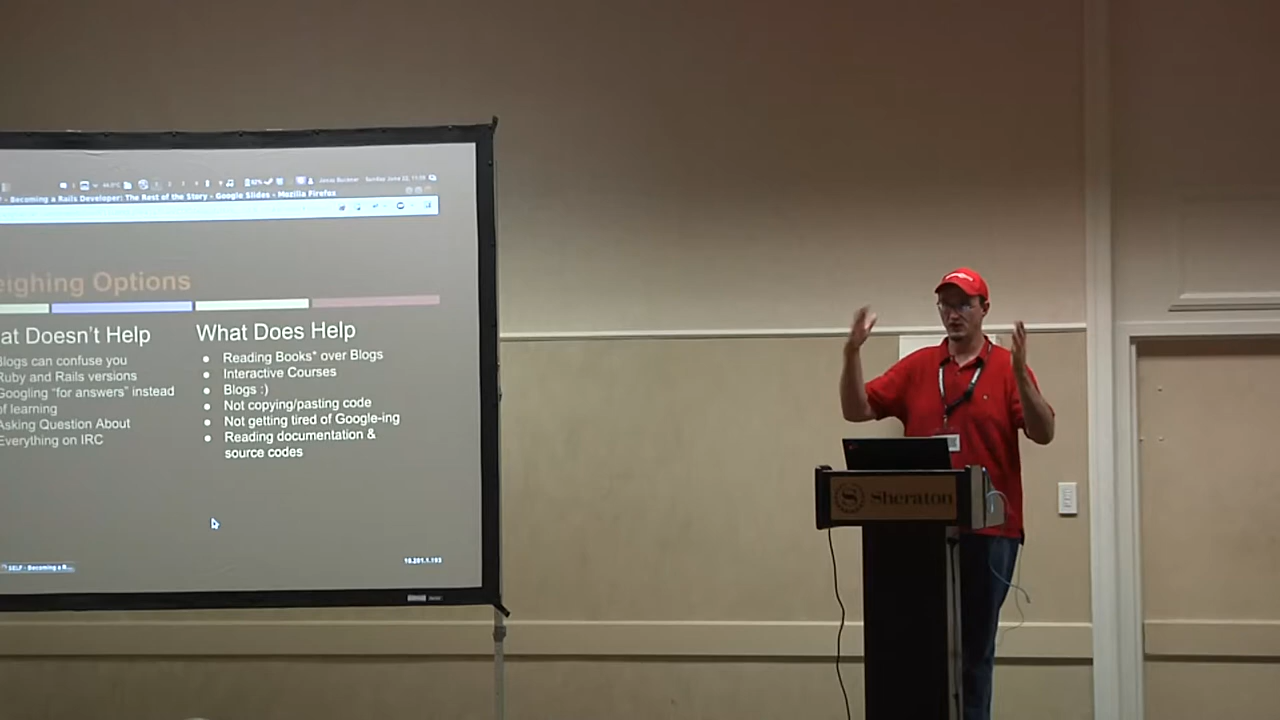 Becoming a Rails Developer: The Rest of the Story - Google Slides - Mozilla Firefox
eighing Options
at Doesn't Help
Blogs can confuse you
Ruby and Rails versions
Googling "for answers" instead
of learning
Asking Question About
Everything on IRC
What Does Help
Reading Books* over Blogs
Interactive Courses
Blogs :)
Not copying/pasting code
Not getting tired of Google-ing
Reading documentation &
source codes
SELF - Becoming a R...
Sheraton